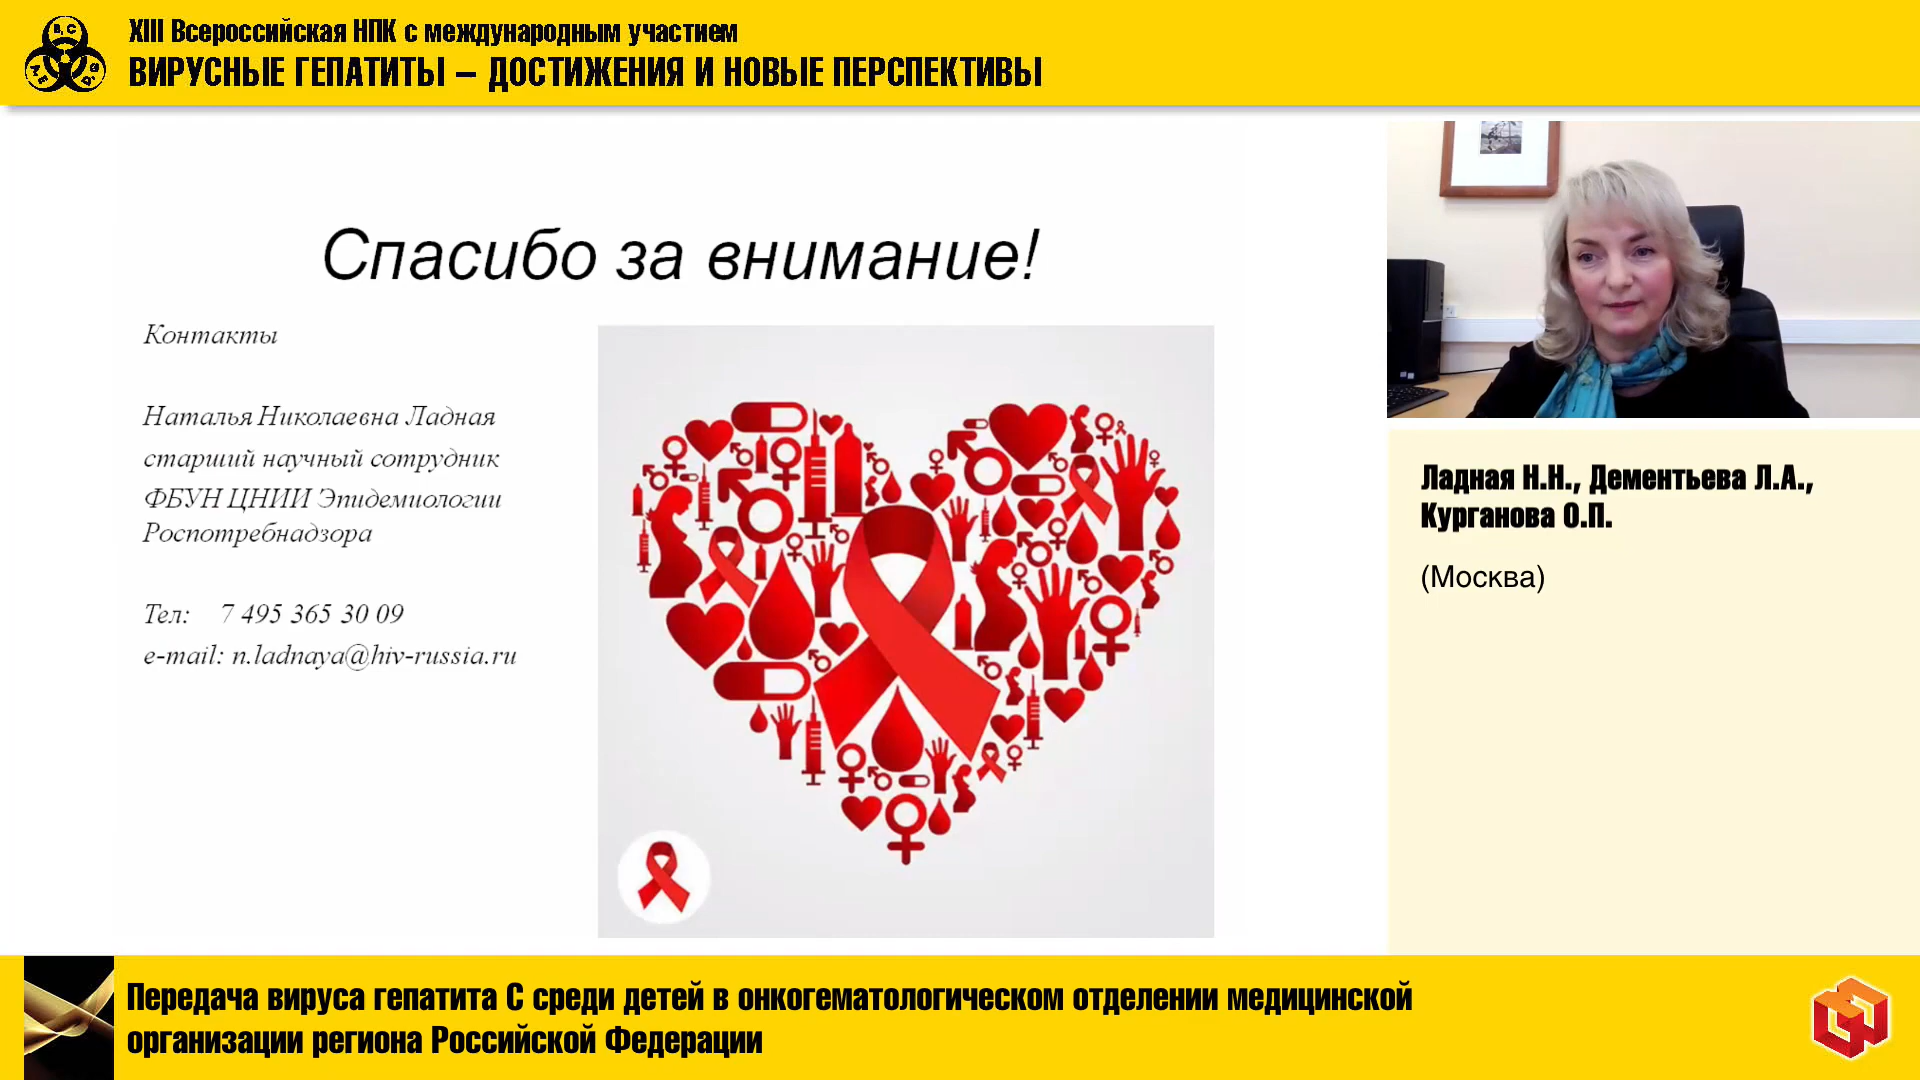 XIII Всероссийская НПК с международным участием
ВИРУСНЫЕ ГЕПАТИТЫ – ДОСТИЖЕНИЯ И НОВЫЕ ПЕРСПЕКТИВЫ
Спасибо за внимание!
Контакты
Наталья Николаевна Ладная
старший научный сотрудник
ФБУН ЦНИИ Эпидемиологии
Роспотребнадзора
Тел: 7 495 365 30 09
e-mail: n.ladnaya@hiv-russia.ru
Ладная Н.Н., Дементьева Л.А.,
Курганова О.П.
(Москва)
Передача вируса гепатита С среди детей в онкогематологическом отделении медицинской
организации региона Российской Федерации